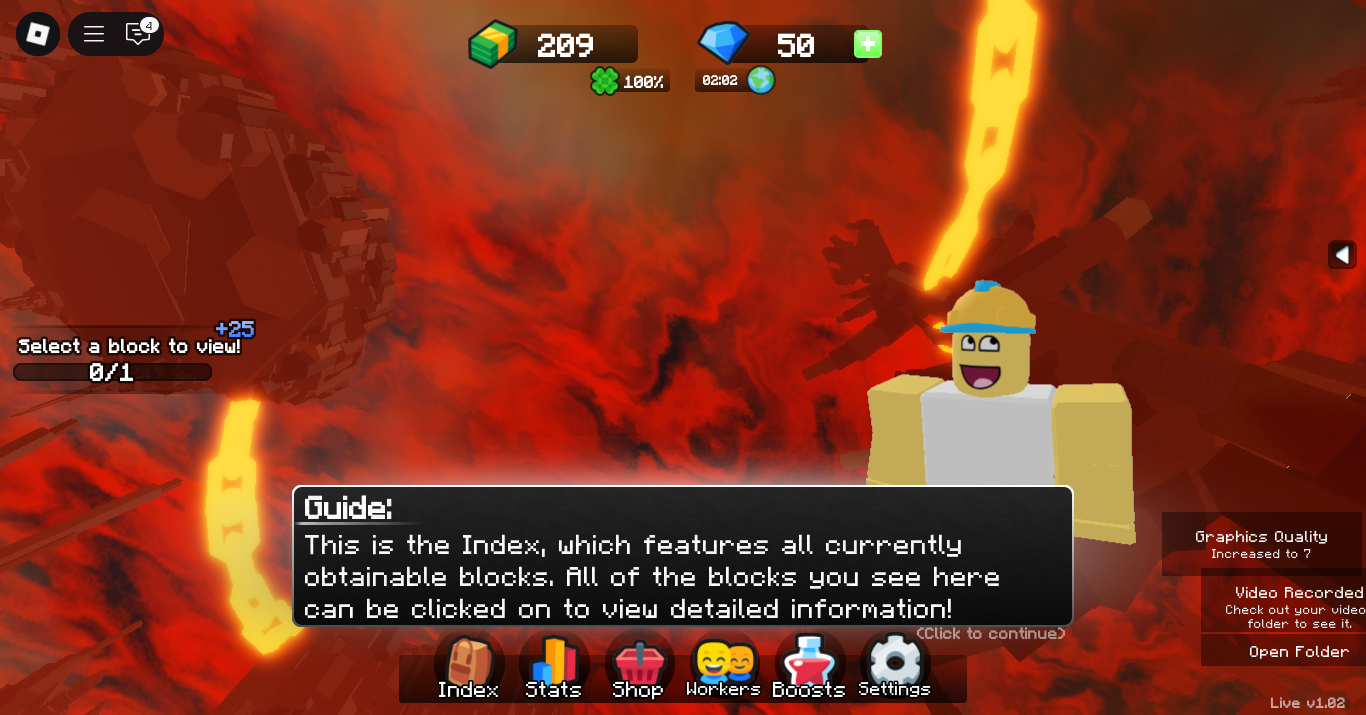 4
209
50
100%
02:02
+25
Select a block to view!
0/1
Guide:
This is the Index, which features all currently
obtainable blocks. All of the blocks you see here
can be clicked on to view detailed information!
(Click to continue)
Graphics Quality
Increased to 7
Video Recorded
Check out your video
folder to see it.
Open Folder
Index
Stats
Shop
Workers
Boosts
Settings
Live v1.02